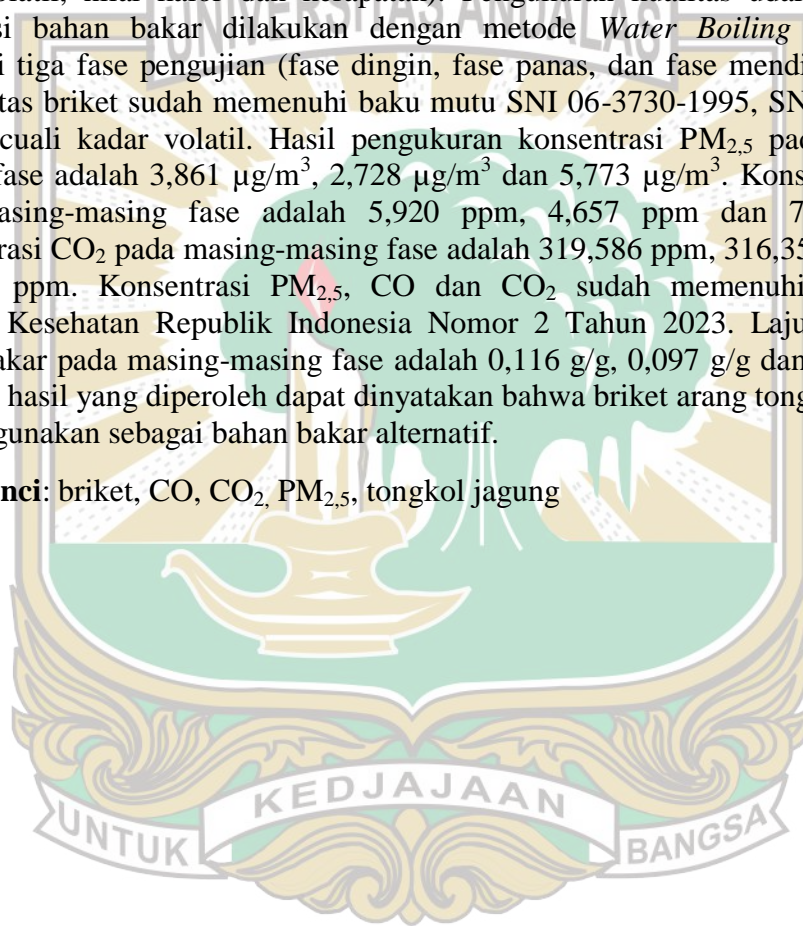 si bahan bakar dilakukan dengan metode Water Boiling
i tiga fase pengujian (fase dingin, fase panas, dan fase mendi
tas briket sudah memenuhi baku mutu SNI 06-3730-1995, SN
cuali kadar volatil. Hasil pengukuran konsentrasi PM2,5 pad
fase adalah 3,861 µg/m³, 2,728 µg/m³ dan 5,773 µg/m³. Kons
asing-masing fase adalah 5,920 ppm, 4,657 ppm dan 7
rasi CO2 pada masing-masing fase adalah 319,586 ppm, 316,35
ppm. Konsentrasi PM2,5, CO dan CO2 sudah memenuhi
Kesehatan Republik Indonesia Nomor 2 Tahun 2023. Laju
akar pada masing-masing fase adalah 0,116 g/g, 0,097 g/g dan
hasil yang diperoleh dapat dinyatakan bahwa briket arang tong
gunakan sebagai bahan bakar alternatif.
nci: briket, CO, CO2, PM2,5, tongkol jagung
UNTUK KEDJAJAAN BANGSA